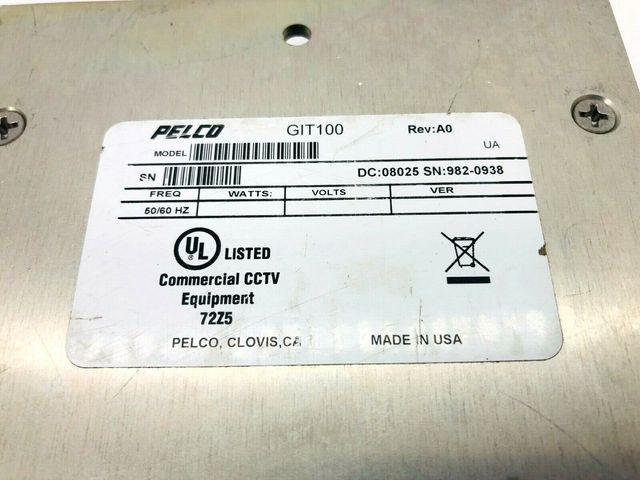 PELCO GIT100 Rev:A0
MODEL UA
SN DC:08025 SN:982-0938
FREQ WATTS: VOLTS VER
50/60 HZ
UL LISTED
Commercial CCTV
Equipment
72Z5
PELCO, CLOVIS,CA MADE IN USA